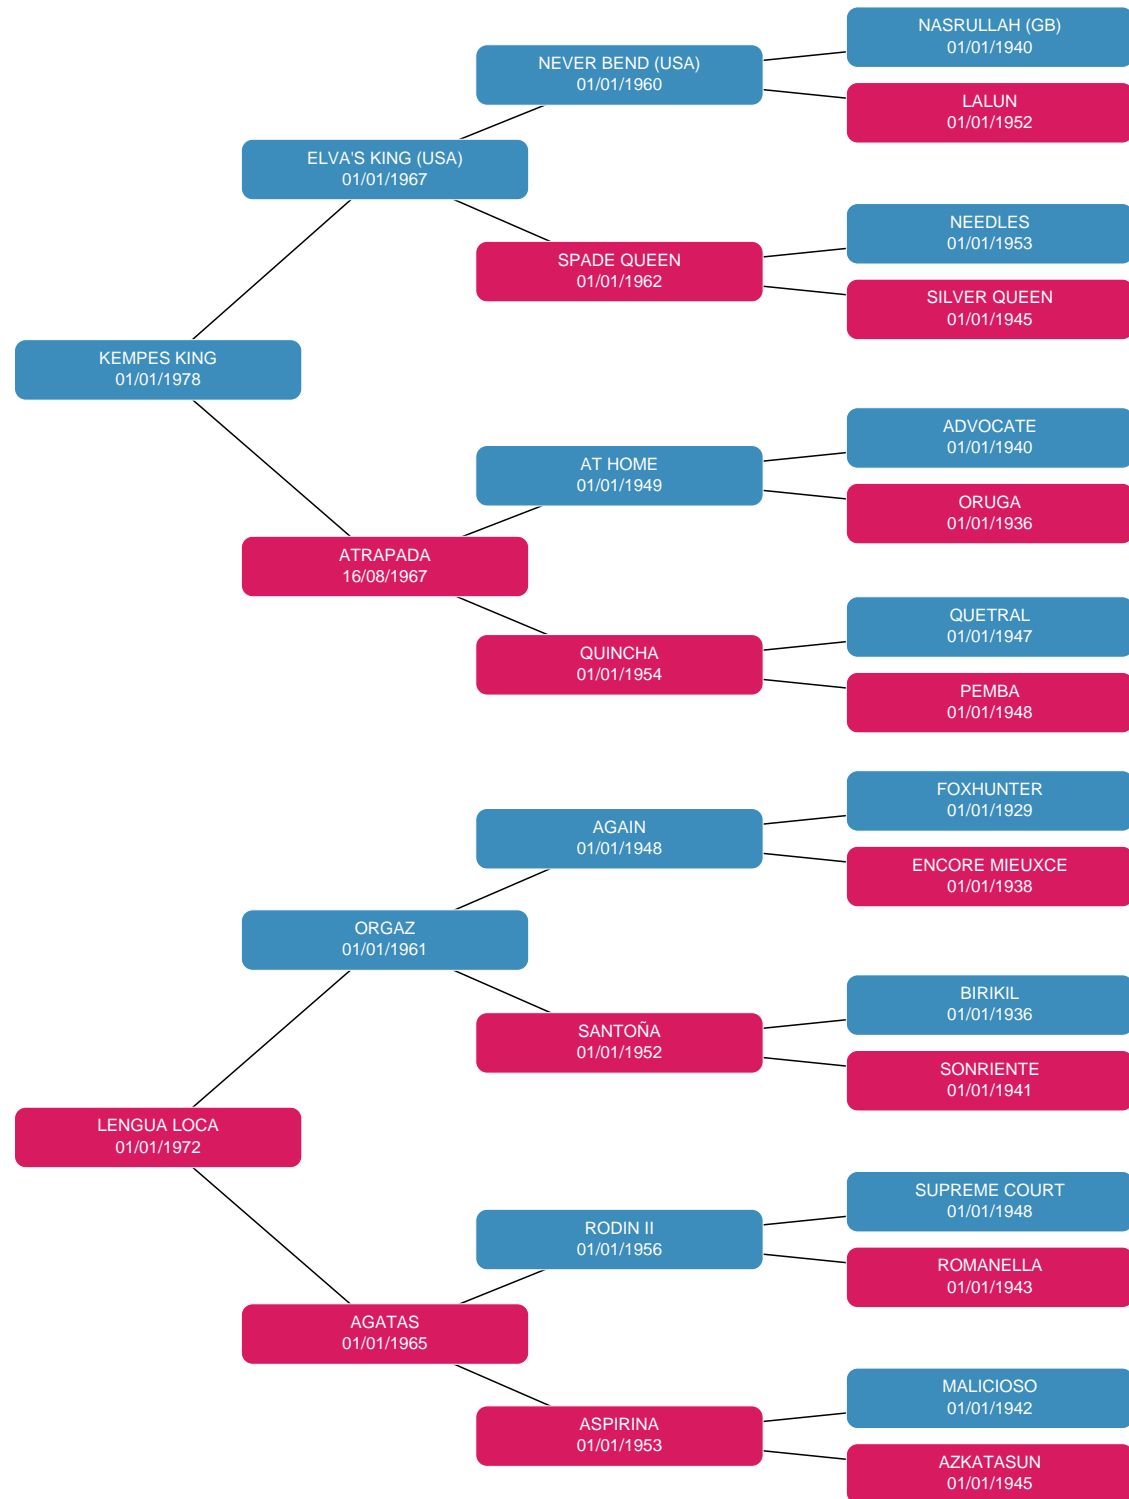 NASRULLAH (GB)
01/01/1940
NEVER BEND (USA)
01/01/1960
LALUN
01/01/1952
ELVA'S KING (USA)
01/01/1967
NEEDLES
01/01/1953
SPADE QUEEN
01/01/1962
SILVER QUEEN
01/01/1945
KEMPES KING
01/01/1978
ADVOCATE
01/01/1940
AT HOME
01/01/1949
ORUGA
01/01/1936
ATRAPADA
16/08/1967
QUETRAL
01/01/1947
QUINCHA
01/01/1954
PEMBA
01/01/1948
FOXHUNTER
01/01/1929
AGAIN
01/01/1948
ENCORE MIEUXCE
01/01/1938
ORGAZ
01/01/1961
BIRIKIL
01/01/1936
SANTOÑA
01/01/1952
SONRIENTE
01/01/1941
LENGUA LOCA
01/01/1972
SUPREME COURT
01/01/1948
RODIN II
01/01/1956
ROMANELLA
01/01/1943
AGATAS
01/01/1965
MALICIOSO
01/01/1942
ASPIRINA
01/01/1953
AZKATASUN
01/01/1945